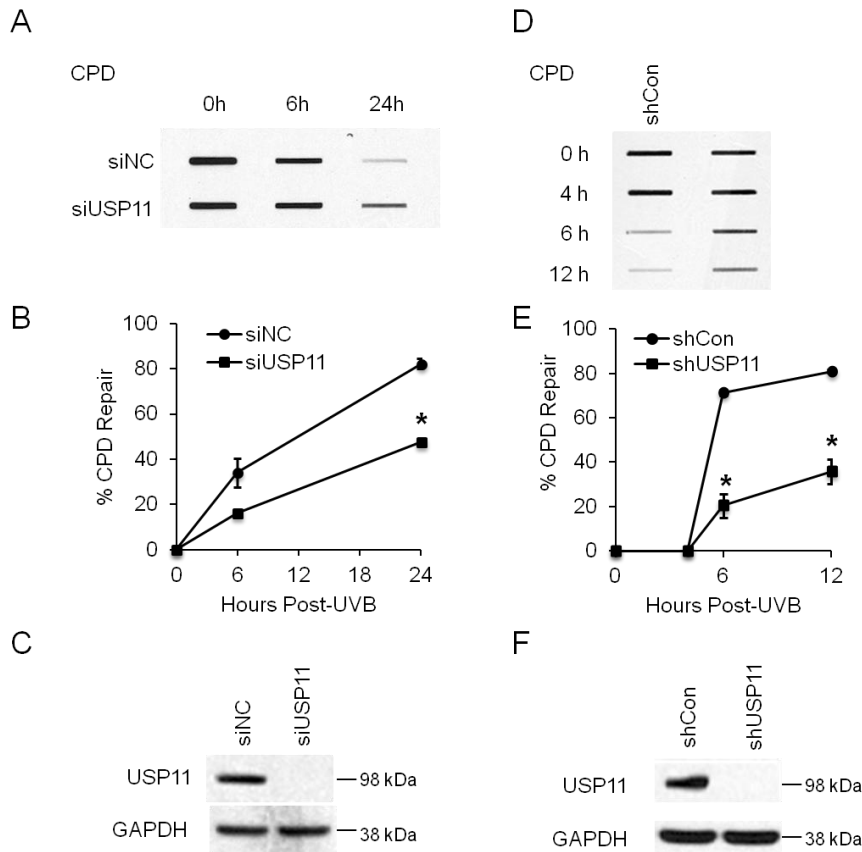 A
CPD
0h 6h 24h
siNC
siUSP11
B
siNC
siUSP11
% CPD Repair
100
80
60
40
20
0
*
0 6 12 18 24
Hours Post-UVB
C
siNC siUSP11
USP11 98 kDa
GAPDH 38 kDa
D
CPD
shCon
0 h
4 h
6 h
12 h
E
shCon
shUSP11
% CPD Repair
100
80
60
40
20
0
* *
0 6 12
Hours Post-UVB
F
shCon shUSP11
USP11 98 kDa
GAPDH 38 kDa